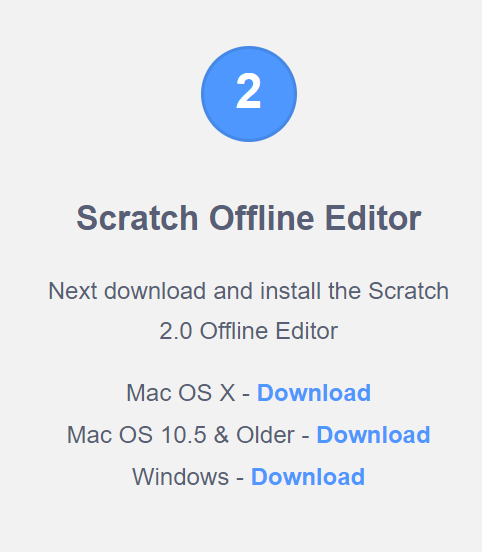 2
Scratch Offline Editor
Next download and install the Scratch
2.0 Offline Editor
Mac OS X - Download
Mac OS 10.5 & Older - Download
Windows - Download